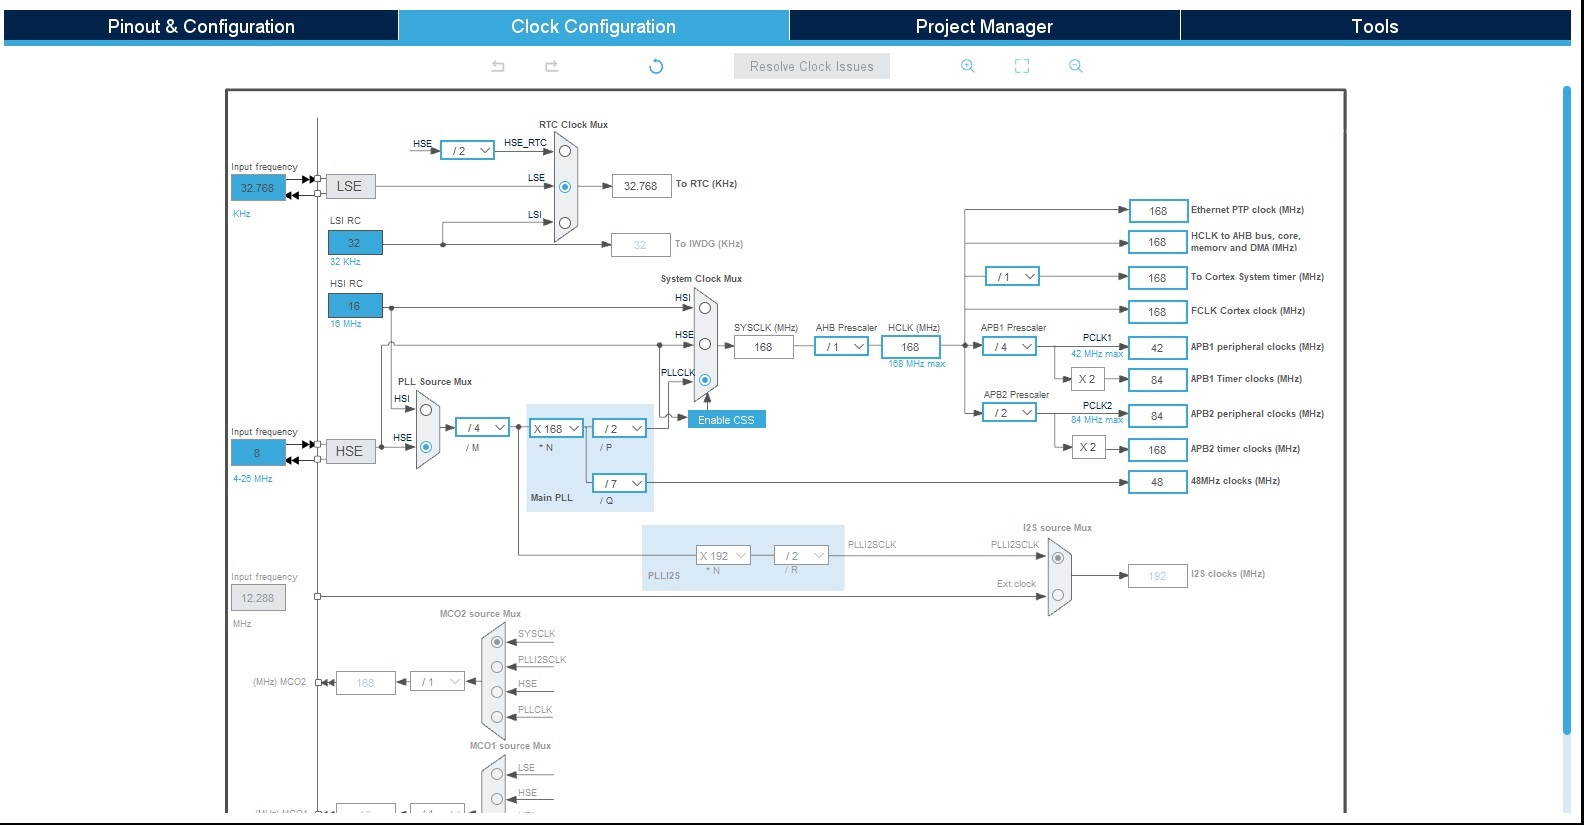 Pinout & Configuration
Clock Configuration
Project Manager
Tools
Resolve Clock Issues
RTC Clock Mux
HSE
/ 2
HSE_RTC
Input frequency
32.768
KHz
LSE
LSE
32.768
To RTC (KHz)
LSI RC
LSI
32
32 KHz
32
To IWDG (KHz)
HSI RC
16
16 MHz
System Clock Mux
HSI
HSE
PLLCLK
SYSCLK (MHz)
168
AHB Prescaler
/ 1
HCLK (MHz)
168
168 MHz max
168
Ethernet PTP clock (MHz)
168
HCLK to AHB bus, core,
memory and DMA (MHz)
/ 1
168
To Cortex System timer (MHz)
168
FCLK Cortex clock (MHz)
APB1 Prescaler
/ 4
PCLK1
42 MHz max
42
APB1 peripheral clocks (MHz)
X 2
84
APB1 Timer clocks (MHz)
APB2 Prescaler
/ 2
PCLK2
84 MHz max
84
APB2 peripheral clocks (MHz)
X 2
168
APB2 timer clocks (MHz)
48
48MHz clocks (MHz)
PLL Source Mux
HSI
HSE
Input frequency
8
4-26 MHz
HSE
/ 4
/ M
X 168
* N
/ 2
/ P
/ 7
/ Q
Main PLL
Enable CSS
X 192
* N
/ 2
/ R
PLLI2S
PLLI2SCLK
I2S source Mux
PLLI2SCLK
Ext.clock
192
I2S clocks (MHz)
Input frequency
12.288
MHz
MCO2 source Mux
SYSCLK
PLLI2SCLK
HSE
PLLCLK
(MHz) MCO2
168
/ 1
MCO1 source Mux
LSE
HSE